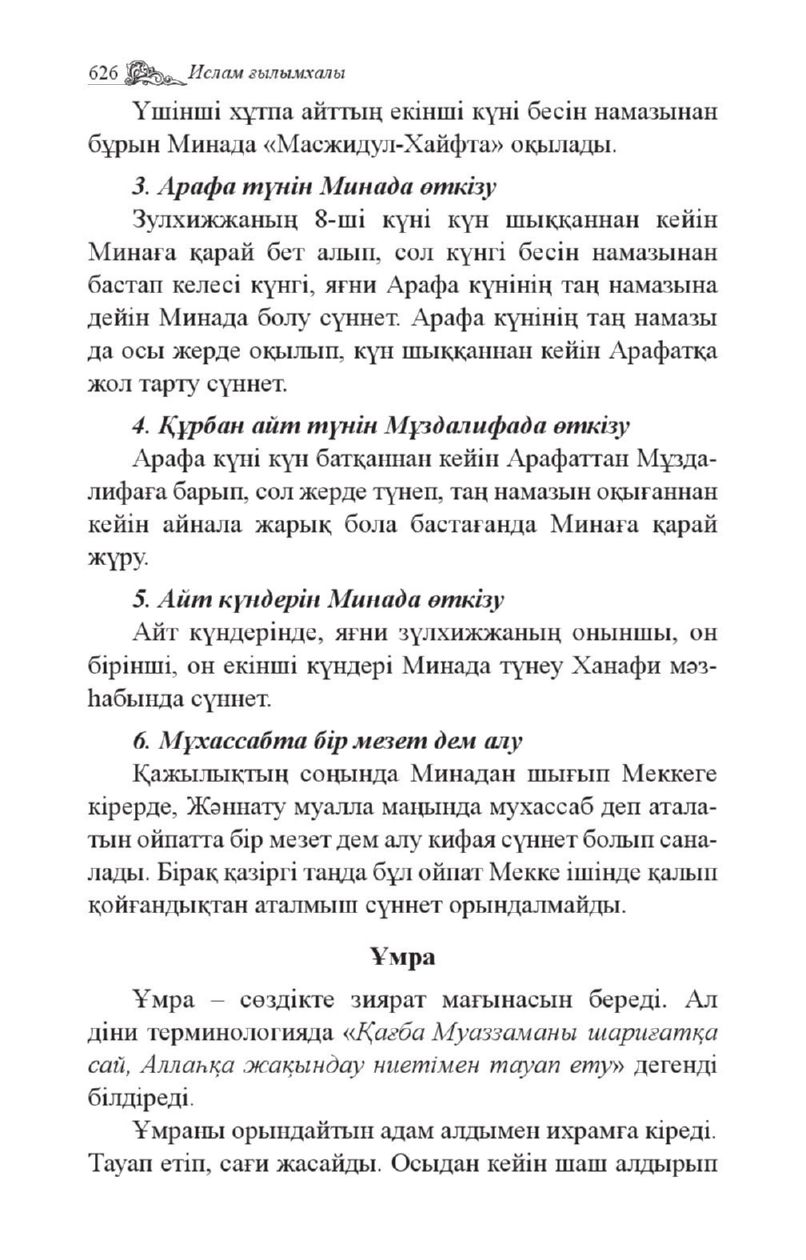 626 Ислам ғылымхалы
Үшінші хұтпа айттың екінші күні бесін намазынан
бұрын Минада «Масжидул-Хайфта» оқылады.
3. Арафа түнін Минада өткізу
Зулхижжаның 8-ші күні күн шыққаннан кейін
Минаға қарай бет алып, сол күнгі бесін намазынан
бастап келесі күнгі, яғни Арафа күнінің таң намазына
дейін Минада болу сүннет. Арафа күнінің таң намазы
да осы жерде оқылып, күн шыққаннан кейін Арафатқа
жол тарту сүннет.
4. Құрбан айт түнін Мұздалифада өткізу
Арафа күні күн батқаннан кейін Арафаттан Мұзда-
лифаға барып, сол жерде түнеп, таң намазын оқығаннан
кейін айнала жарық бола бастағанда Минаға қарай
жүру.
5. Айт күндерін Минада өткізу
Айт күндерінде, яғни зүлхижжаның оныншы, он
бірінші, он екінші күндері Минада түнеу Ханафи мәз-
һабында сүннет.
6. Мұхассабта бір мезет дем алу
Қажылықтың соңында Минадан шығып Меккеге
кірерде, Жәннату муалла маңында мухассаб деп атала-
тын ойпатта бір мезет дем алу кифая сүннет болып сана-
лады. Бірақ қазіргі таңда бұл ойпат Мекке ішінде қалып
қойғандықтан аталмыш сүннет орындалмайды.
Ұмра
Ұмра – сөздікте зиярат мағынасын береді. Ал
діни терминологияда «Қағба Муаззаманы шариғатқа
сай, Аллаһқа жақындау ниетімен тауап ету» дегенді
білдіреді.
Ұмраны орындайтын адам алдымен ихрамға кіреді.
Тауап етіп, сағи жасайды. Осыдан кейін шаш алдырып